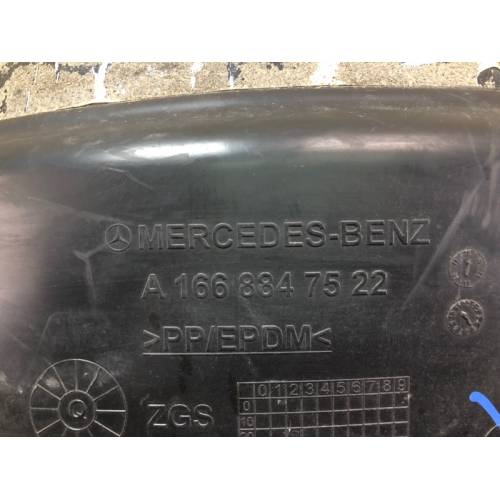 MERCEDES-BENZ
A 166 884 75 22
>PP/EPDM<
Q
ZGS
0 1 2 3 4 5 6 7 8 9
0
10